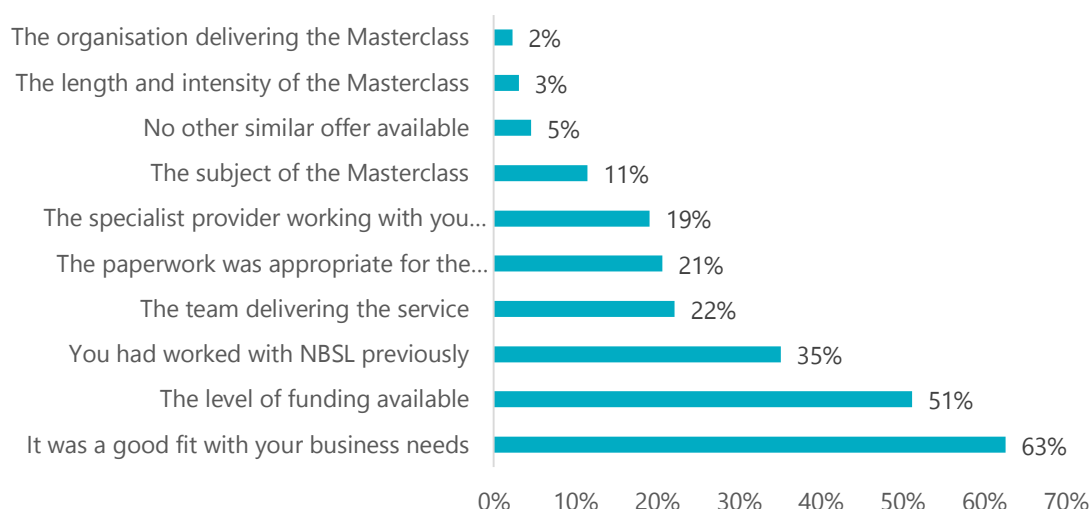 The organisation delivering the Masterclass 2%
The length and intensity of the Masterclass 3%
No other similar offer available 5%
The subject of the Masterclass 11%
The specialist provider working with you... 19%
The paperwork was appropriate for the... 21%
The team delivering the service 22%
You had worked with NBSL previously 35%
The level of funding available 51%
It was a good fit with your business needs 63%
0% 10% 20% 30% 40% 50% 60% 70%